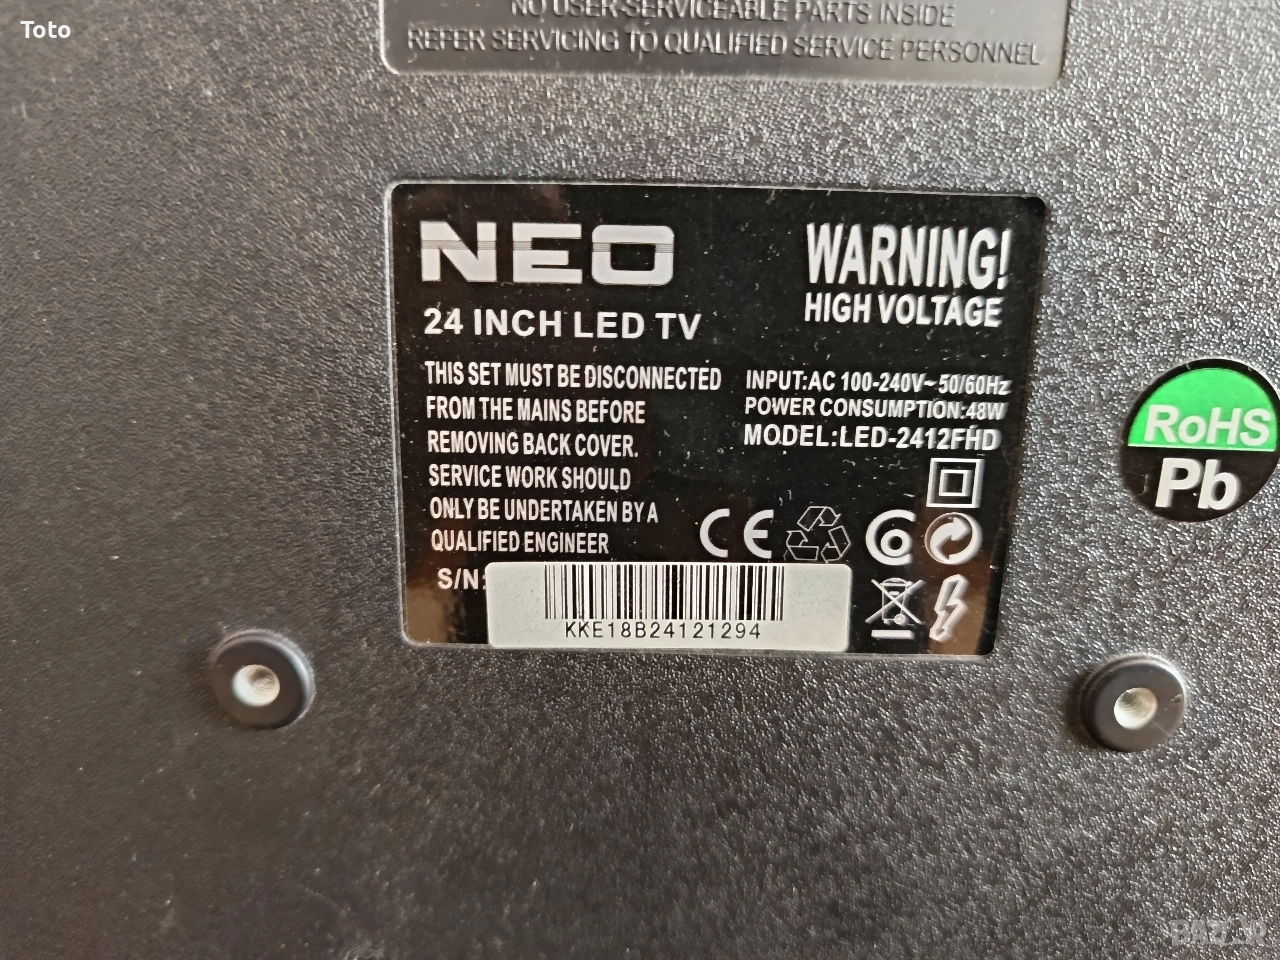 Toto
NO USER-SERVICEABLE PARTS INSIDE
REFER SERVICING TO QUALIFIED SERVICE PERSONNEL
NEO
24 INCH LED TV
THIS SET MUST BE DISCONNECTED
FROM THE MAINS BEFORE
REMOVING BACK COVER.
SERVICE WORK SHOULD
ONLY BE UNDERTAKEN BY A
QUALIFIED ENGINEER
S/N:
KKE18B24121294
WARNING!
HIGH VOLTAGE
INPUT:AC 100-240V~ 50/60Hz
POWER CONSUMPTION:48W
MODEL:LED-2412FHD
CE
RoHS
Pb
BAZAR